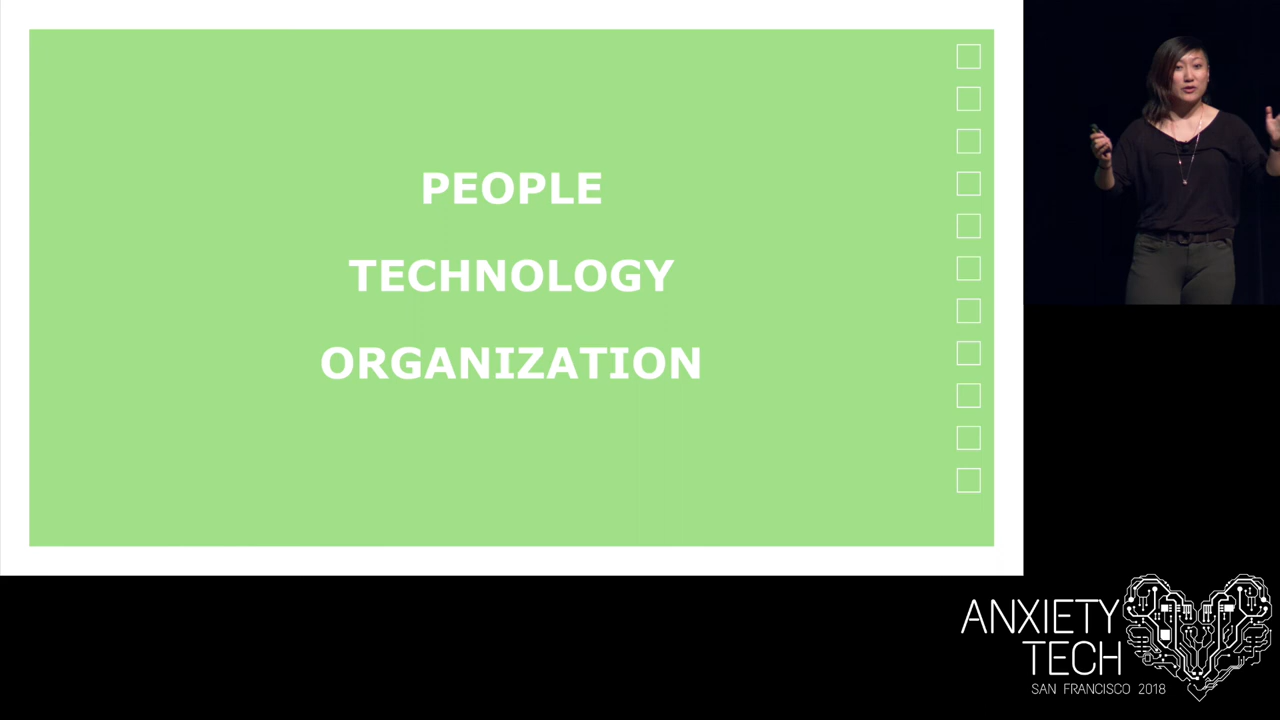 PEOPLE
TECHNOLOGY
ORGANIZATION
ANXIETY
TECH
SAN FRANCISCO 2018